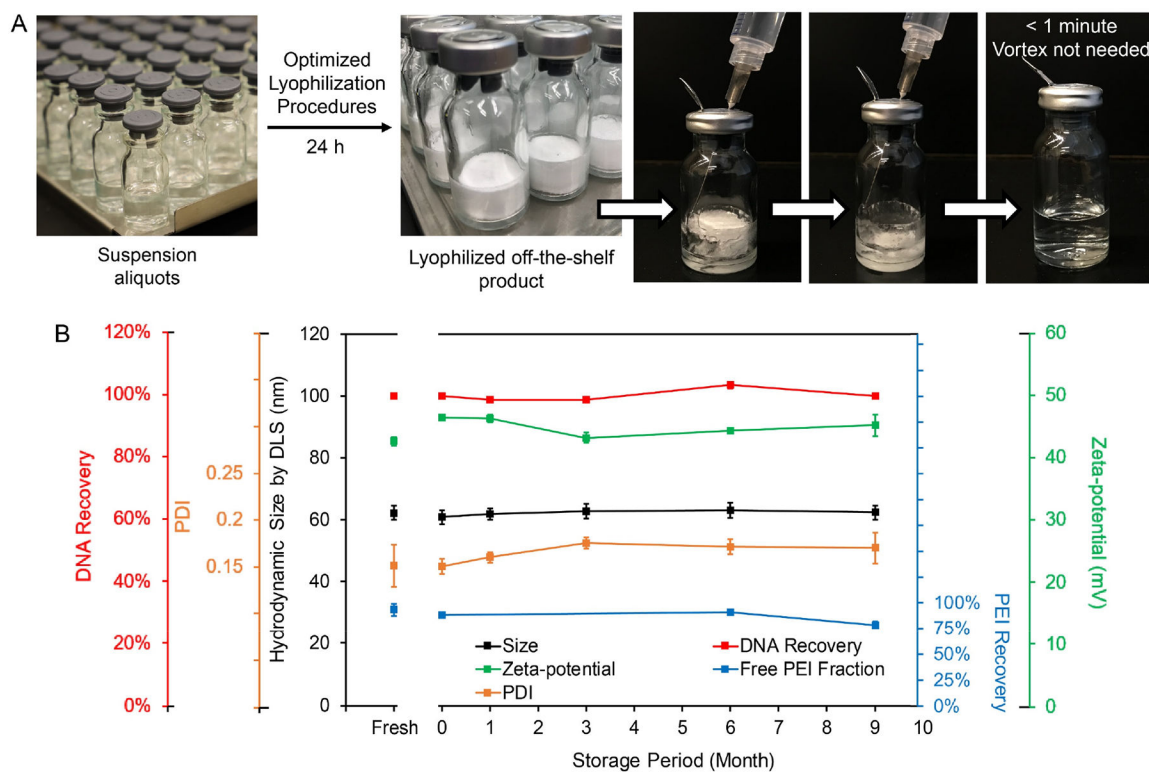 A
Optimized
Lyophilization
Procedures
24 h
Suspension
aliquots
Lyophilized off-the-shelf
product
< 1 minute
Vortex not needed
B
DNA Recovery
120%
100%
80%
60%
40%
20%
0%
PDI
0.25
0.2
0.15
Hydrodynamic Size by DLS (nm)
120
100
80
60
40
20
0
Size
Zeta-potential
PDI
DNA Recovery
Free PEI Fraction
100%
75%
50%
25%
0%
PEI Recovery
60
50
40
30
20
10
0
Zeta-potential (mV)
Fresh 0 1 2 3 4 5 6 7 8 9 10
Storage Period (Month)